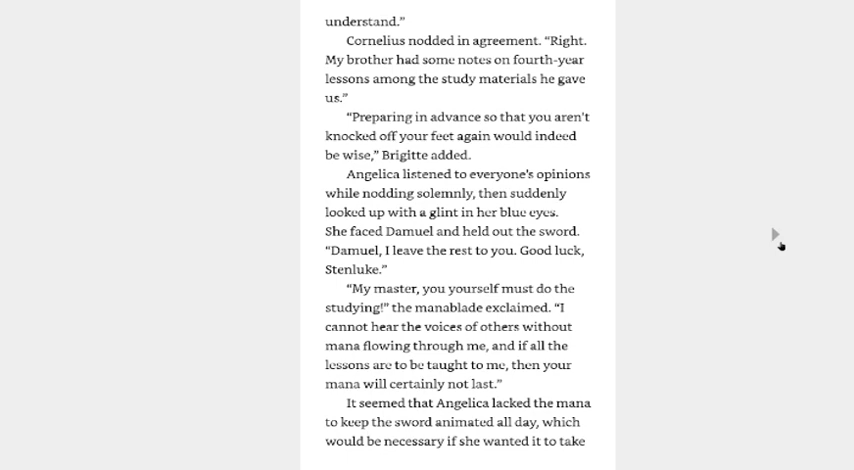 understand.”
Cornelius nodded in agreement. “Right.
My brother had some notes on fourth-year
lessons among the study materials he gave
us.”
“Preparing in advance so that you aren’t
knocked off your feet again would indeed
be wise,” Brigitte added.
Angelica listened to everyone’s opinions
while nodding solemnly, then suddenly
looked up with a glint in her blue eyes.
She faced Damuel and held out the sword.
“Damuel, I leave the rest to you. Good luck,
Stenluke.”
“My master, you yourself must do the
studying!” the manablade exclaimed. “I
cannot hear the voices of others without
mana flowing through me, and if all the
lessons are to be taught to me, then your
mana will certainly not last.”
It seemed that Angelica lacked the mana
to keep the sword animated all day, which
would be necessary if she wanted it to take